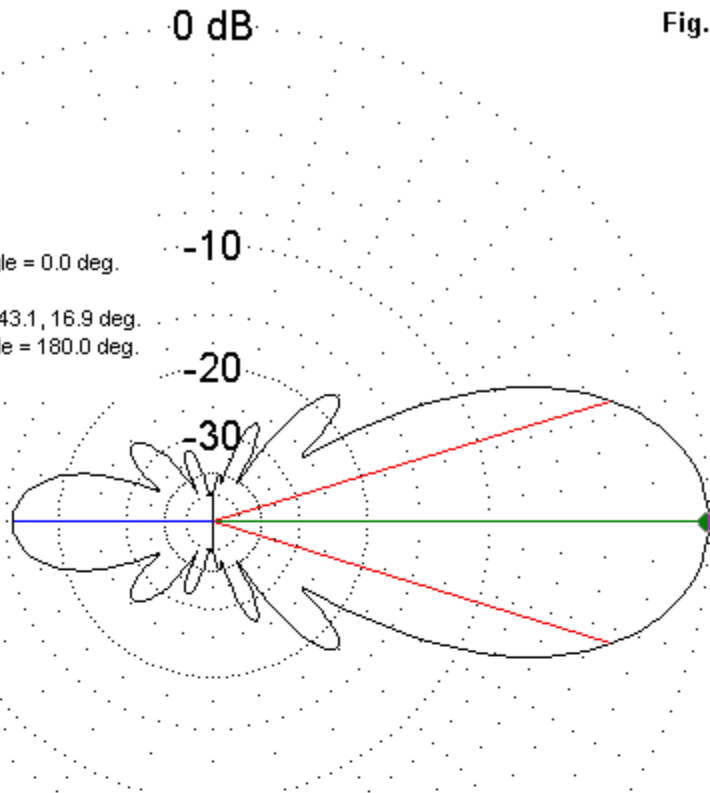 0 dB
Fig.
-10
le = 0.0 deg.
43.1, 16.9 deg.
le = 180.0 deg.
-20
-30